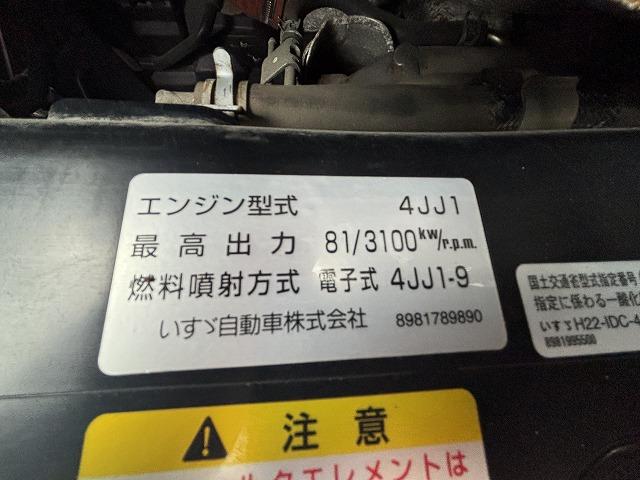 エンジン型式 4JJ1
最高出力 81/3100kW/r.p.m.
燃料噴射方式 電子式 4JJ1-9
いすゞ自動車株式会社 8981789890
国土交通省型式指定番号
指定に係わる一酸化
いすゞH22-IDC-4
8981995500
注意
ルタエレメントは